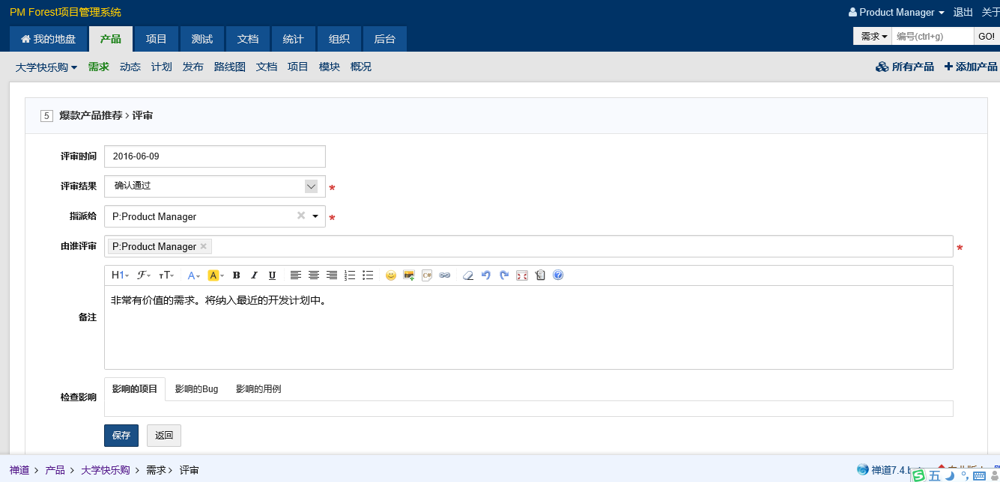 PM Forest项目管理系统
Product Manager 退出 关于
我的地盘 产品 项目 测试 文档 统计 组织 后台
需求 编号(ctrl+g) GO!
大学快乐购 需求 动态 计划 发布 路线图 文档 项目 模块 概况
所有产品 添加产品
5 爆款产品推荐 > 评审
评审时间 2016-06-09
评审结果 确认通过 *
指派给 P:Product Manager *
由谁评审 P:Product Manager *
H1 F тT A A B I U C#
备注 非常有价值的需求。将纳入最近的开发计划中。
检查影响 影响的项目 影响的Bug 影响的用例
保存 返回
禅道 > 产品 > 大学快乐购 > 需求 > 评审
禅道7.4.b
五